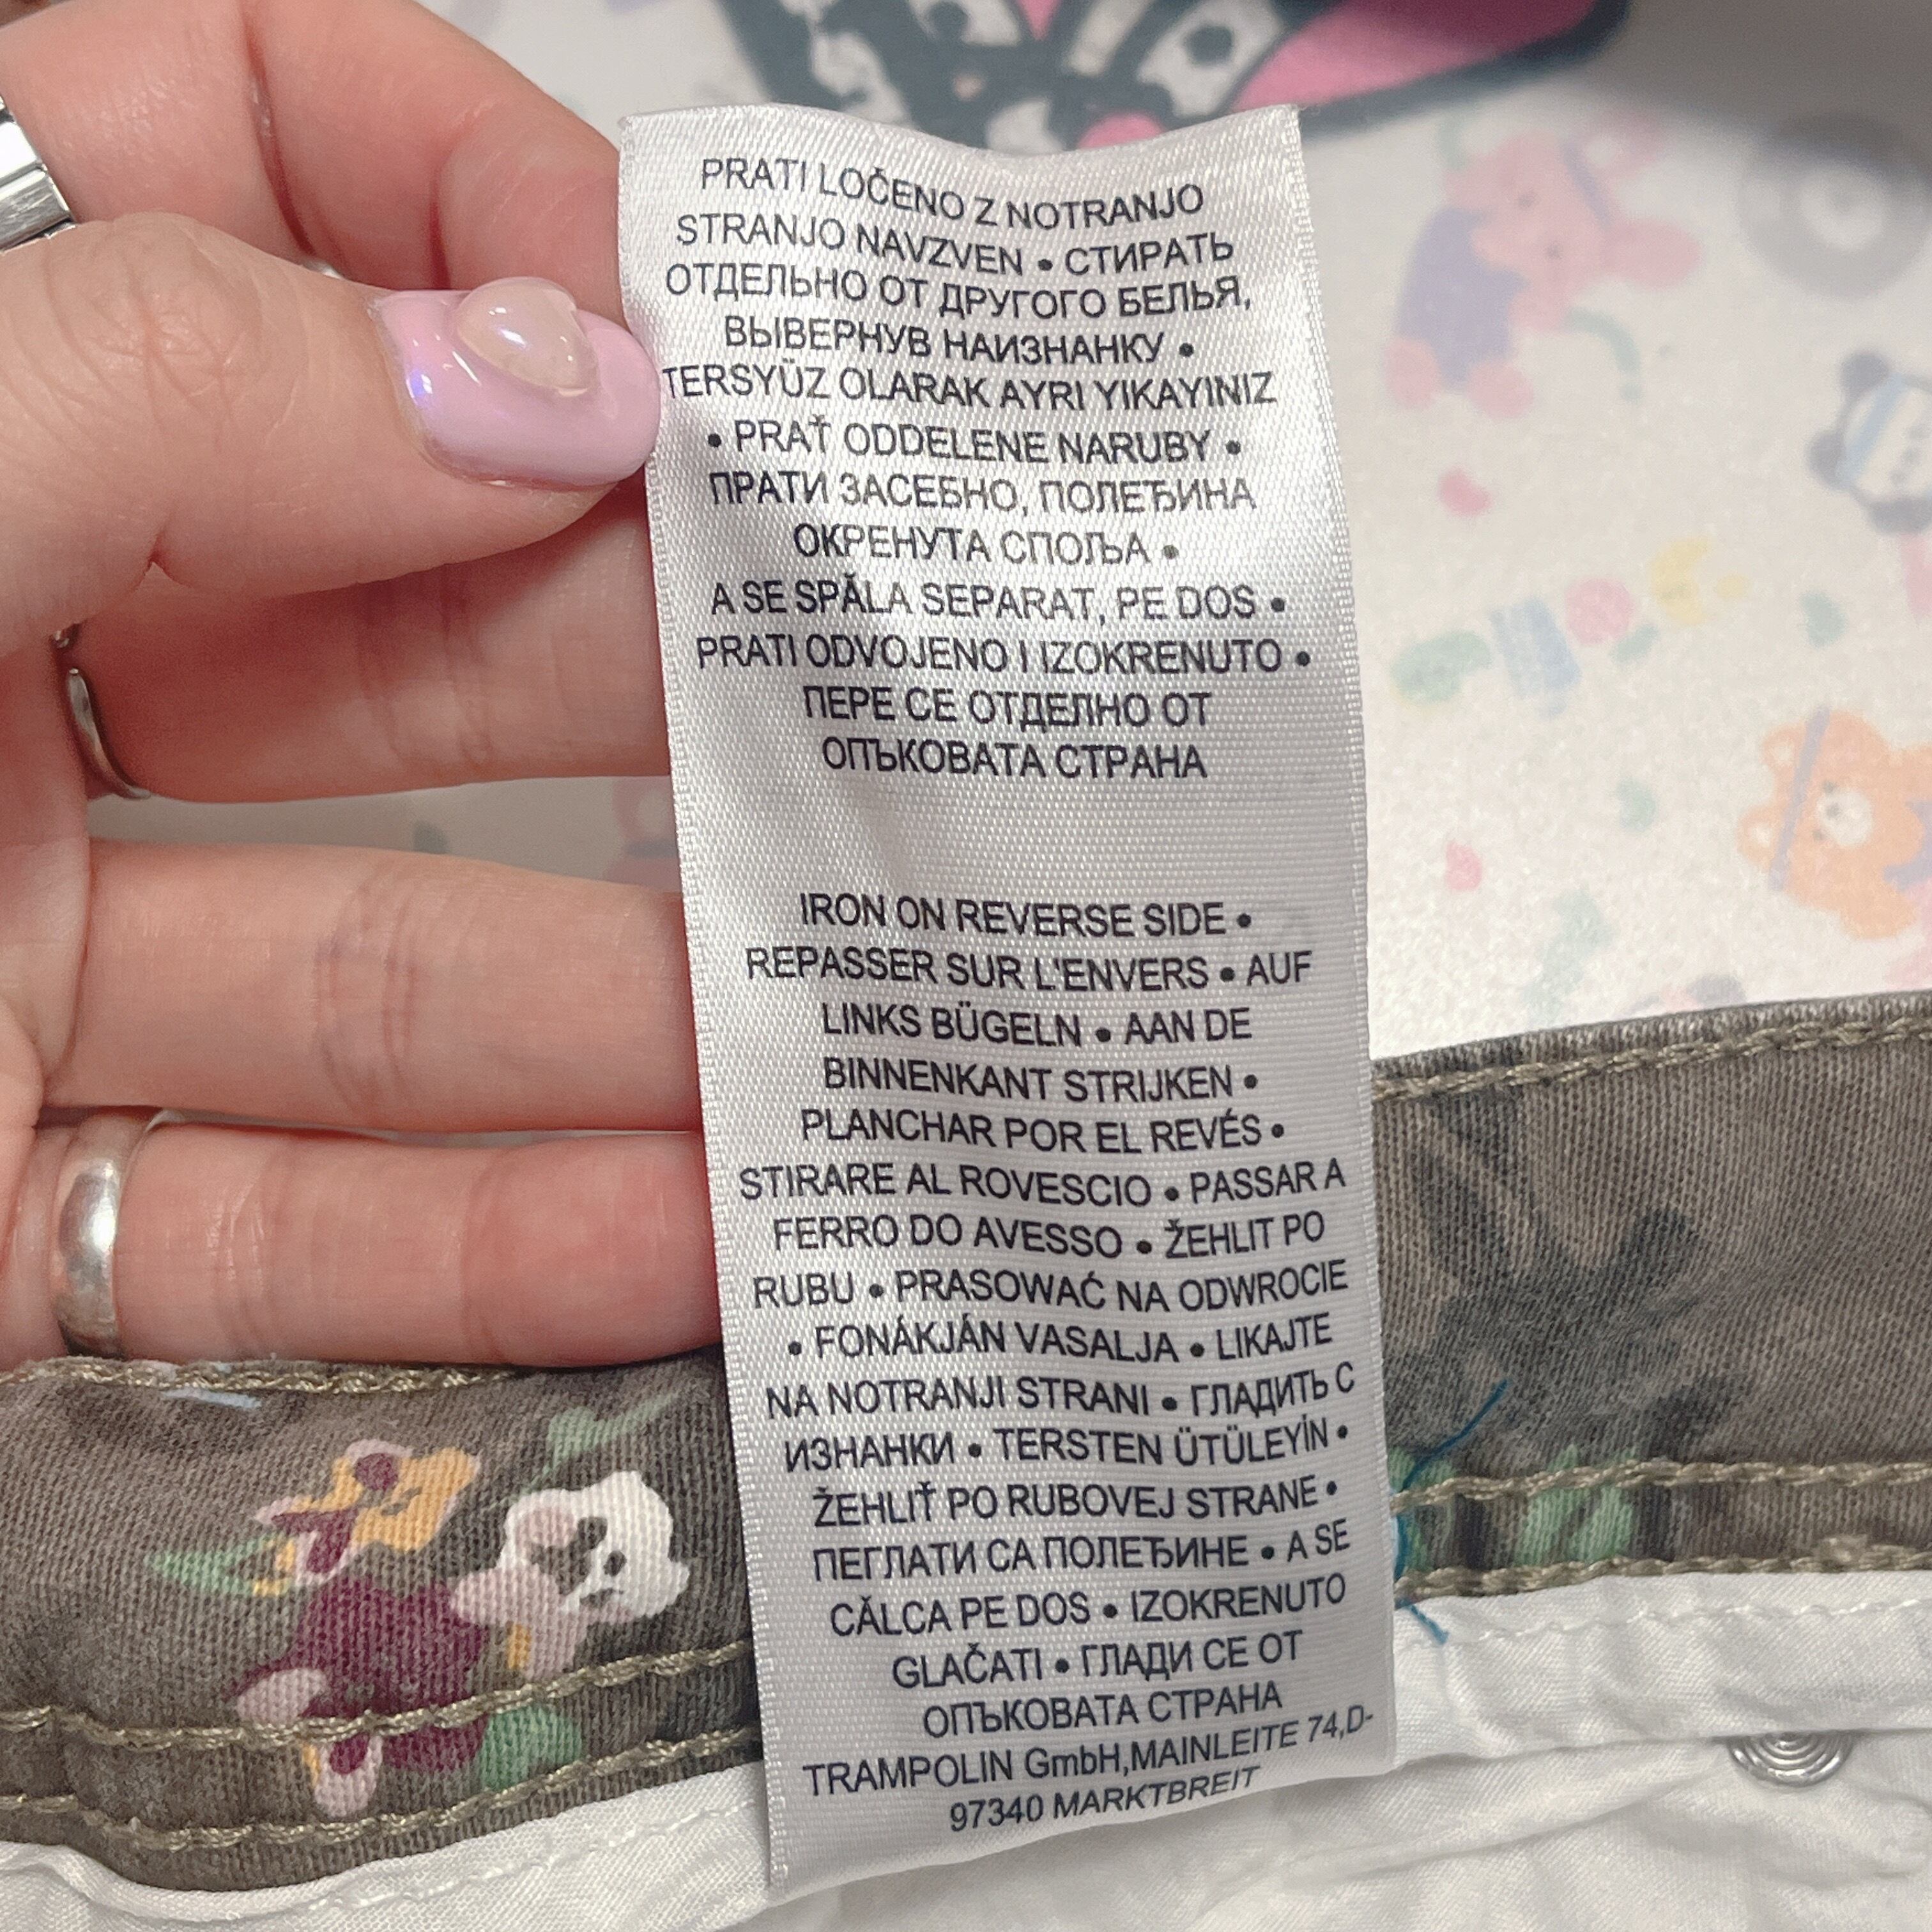 PRATI LOČENO Z NOTRANJO
STRANJO NAVZVEN • СТИРАТЬ
ОТДЕЛЬНО ОТ ДРУГОГО БЕЛЬЯ,
ВЫВЕРНУВ НАИЗНАНКУ •
TERSYÜZ OLARAK AYRI YIKAYINIZ
• PRAŤ ODDELENE NARUBY •
ПРАТИ ЗАСЕБНО, ПОЛЕЂИНА
ОКРЕНУТА СПОЉА •
A SE SPĂLA SEPARAT, PE DOS •
PRATI ODVOJENO I IZOKRENUTO •
ПЕРЕ СЕ ОТДЕЛНО ОТ
ОПЪКОВАТА СТРАНА
IRON ON REVERSE SIDE •
REPASSER SUR L'ENVERS • AUF
LINKS BÜGELN • AAN DE
BINNENKANT STRIJKEN •
PLANCHAR POR EL REVÉS •
STIRARE AL ROVESCIO • PASSAR A
FERRO DO AVESSO • ŽEHLIT PO
RUBU • PRASOWAĆ NA ODWROCIE
• FONÁKJÁN VASALJA • LIKAJTE
NA NOTRANJI STRANI • ГЛАДИТЬ С
ИЗНАНКИ • TERSTEN ÜTÜLEYİN •
ŽEHLIŤ PO RUBOVEJ STRANE •
ПЕГЛАТИ СА ПОЛЕЂИНЕ • A SE
CĂLCA PE DOS • IZOKRENUTO
GLAČATI • ГЛАДИ СЕ ОТ
ОПЪКОВАТА СТРАНА
TRAMPOLIN GmbH,MAINLEITE 74,D-
97340 MARKTBREIT